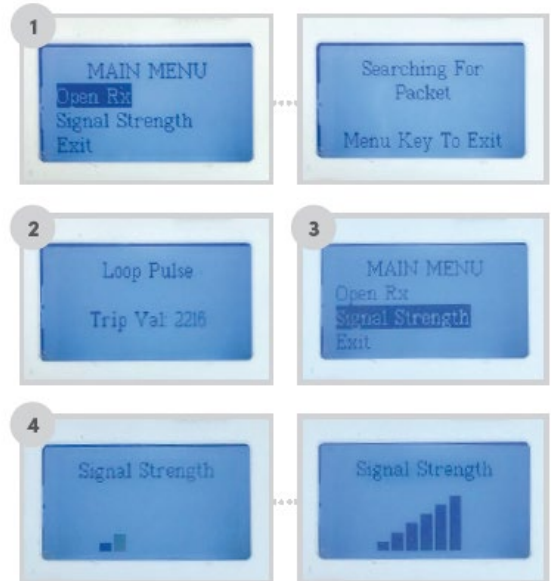 1
MAIN MENU
Open Rx
Signal Strength
Exit
Searching For
Packet
Menu Key To Exit
2
Loop Pulse
Trip Val: 2216
3
MAIN MENU
Open Rx
Signal Strength
Exit
4
Signal Strength
Signal Strength